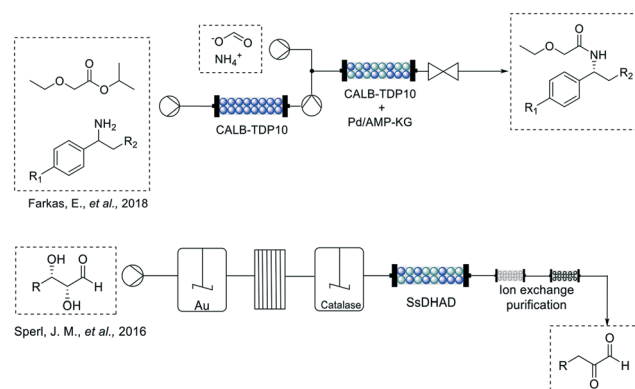 O
NH4+
-O
O
O
O
O
NH2
R2
R1
Farkas, E., et al., 2018
CALB-TDP10
CALB-TDP10
+
Pd/AMP-KG
O
O
HN
R2
R1
OH
O
R
H
OH
Sperl, J. M., et al., 2016
Au
Catalase
SsDHAD
Ion exchange
purification
O
R
H
O